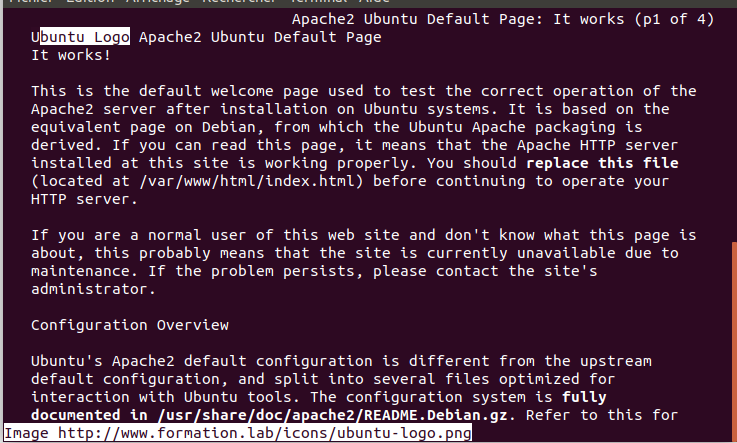 Fichier Edition Affichage Rechercher Terminal Aide
Apache2 Ubuntu Default Page: It works (p1 of 4)
Ubuntu Logo Apache2 Ubuntu Default Page
It works!
This is the default welcome page used to test the correct operation of the
Apache2 server after installation on Ubuntu systems. It is based on the
equivalent page on Debian, from which the Ubuntu Apache packaging is
derived. If you can read this page, it means that the Apache HTTP server
installed at this site is working properly. You should replace this file
(located at /var/www/html/index.html) before continuing to operate your
HTTP server.
If you are a normal user of this web site and don't know what this page is
about, this probably means that the site is currently unavailable due to
maintenance. If the problem persists, please contact the site's
administrator.
Configuration Overview
Ubuntu's Apache2 default configuration is different from the upstream
default configuration, and split into several files optimized for
interaction with Ubuntu tools. The configuration system is fully
documented in /usr/share/doc/apache2/README.Debian.gz. Refer to this for
Image http://www.formation.lab/icons/ubuntu-logo.png